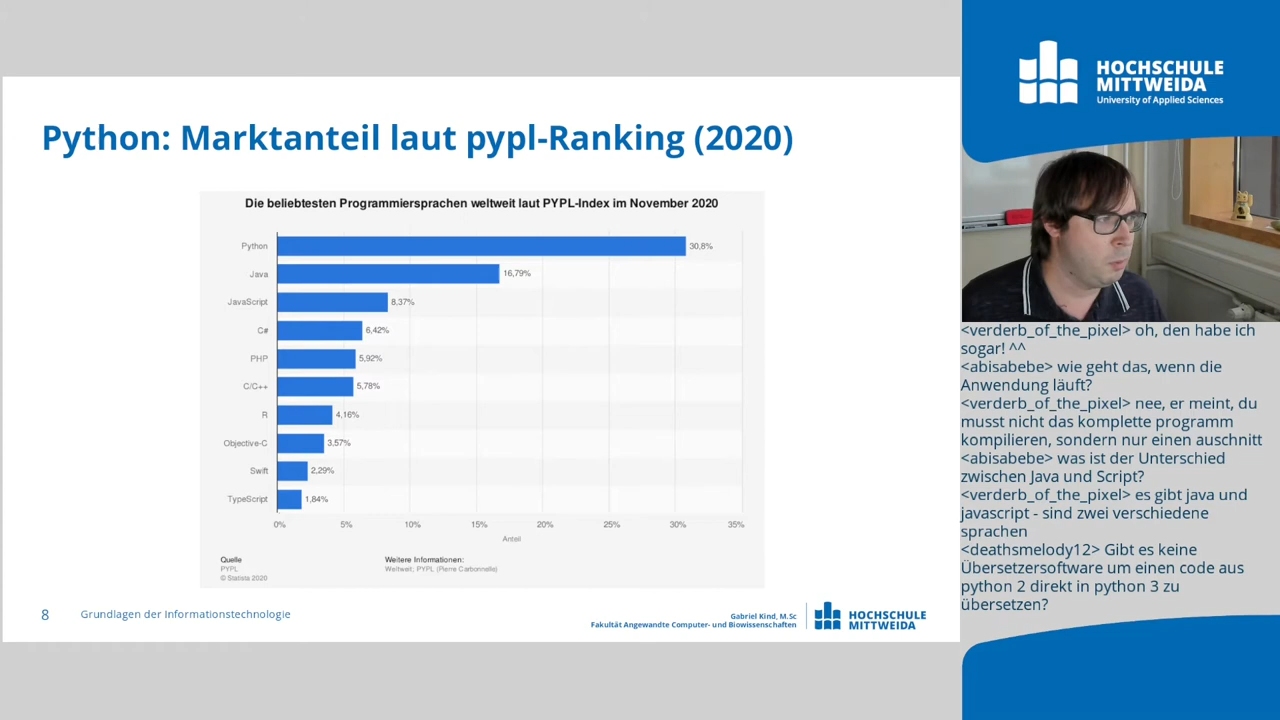 Python: Marktanteil laut pypl-Ranking (2020)
Die beliebtesten Programmiersprachen weltweit laut PYPL-Index im November 2020
Python 30,8%
Java 16,79%
JavaScript 8,37%
C# 6,42%
PHP 5,92%
C/C++ 5,78%
R 4,16%
Objective-C 3,57%
Swift 2,29%
TypeScript 1,84%
0% 5% 10% 15% 20% 25% 30% 35%
Anteil
Quelle
PYPL
© Statista 2020
Weitere Informationen:
Weltweit; PYPL (Pierre Carbonnelle)
8 Grundlagen der Informationstechnologie
Gabriel Kind, M.Sc
Fakultät Angewandte Computer- und Biowissenschaften
HOCHSCHULE
MITTWEIDA
HOCHSCHULE
MITTWEIDA
University of Applied Sciences
<verderb_of_the_pixel> oh, den habe ich
sogar! ^^
<abisabebe> wie geht das, wenn die
Anwendung läuft?
<verderb_of_the_pixel> nee, er meint, du
musst nicht das komplette programm
kompilieren, sondern nur einen auschnitt
<abisabebe> was ist der Unterschied
zwischen Java und Script?
<verderb_of_the_pixel> es gibt java und
javascript - sind zwei verschiedene
sprachen
<deathsmelody12> Gibt es keine
Übersetzersoftware um einen code aus
python 2 direkt in python 3 zu
übersetzen?